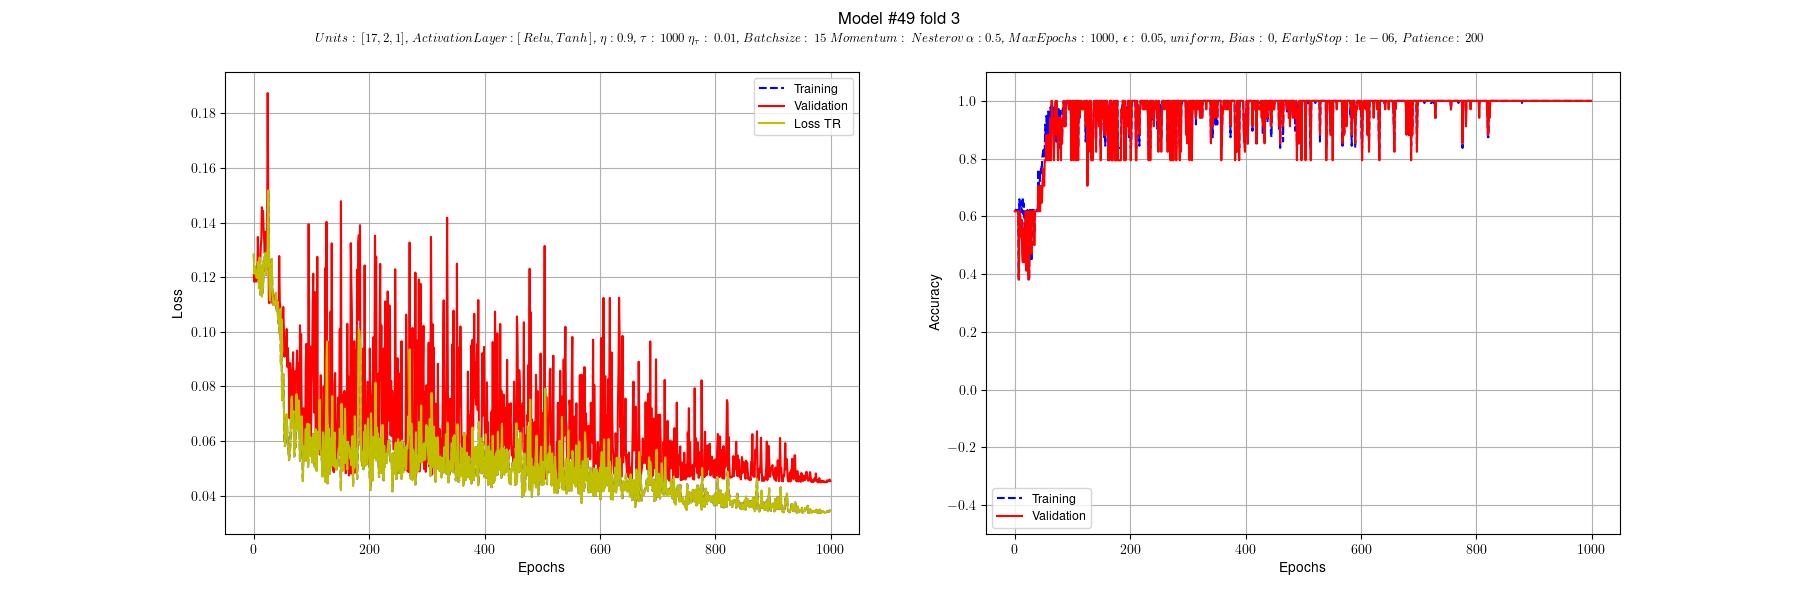 Model #49 fold 3
Units : [17, 2, 1], ActivationLayer : [ Relu, Tanh ], η : 0.9, τ : 1000 ητ : 0.01, Batchsize : 15 Momentum : Nesterov α : 0.5, MaxEpochs : 1000, ϵ : 0.05, uniform, Bias : 0, EarlyStop : 1e − 06, Patience : 200
Training
Validation
Loss TR
0.18
0.16
0.14
0.12
0.10
0.08
0.06
0.04
Loss
0
200
400
600
800
1000
Epochs
1.0
0.8
0.6
0.4
0.2
0.0
−0.2
−0.4
Accuracy
Training
Validation
0
200
400
600
800
1000
Epochs